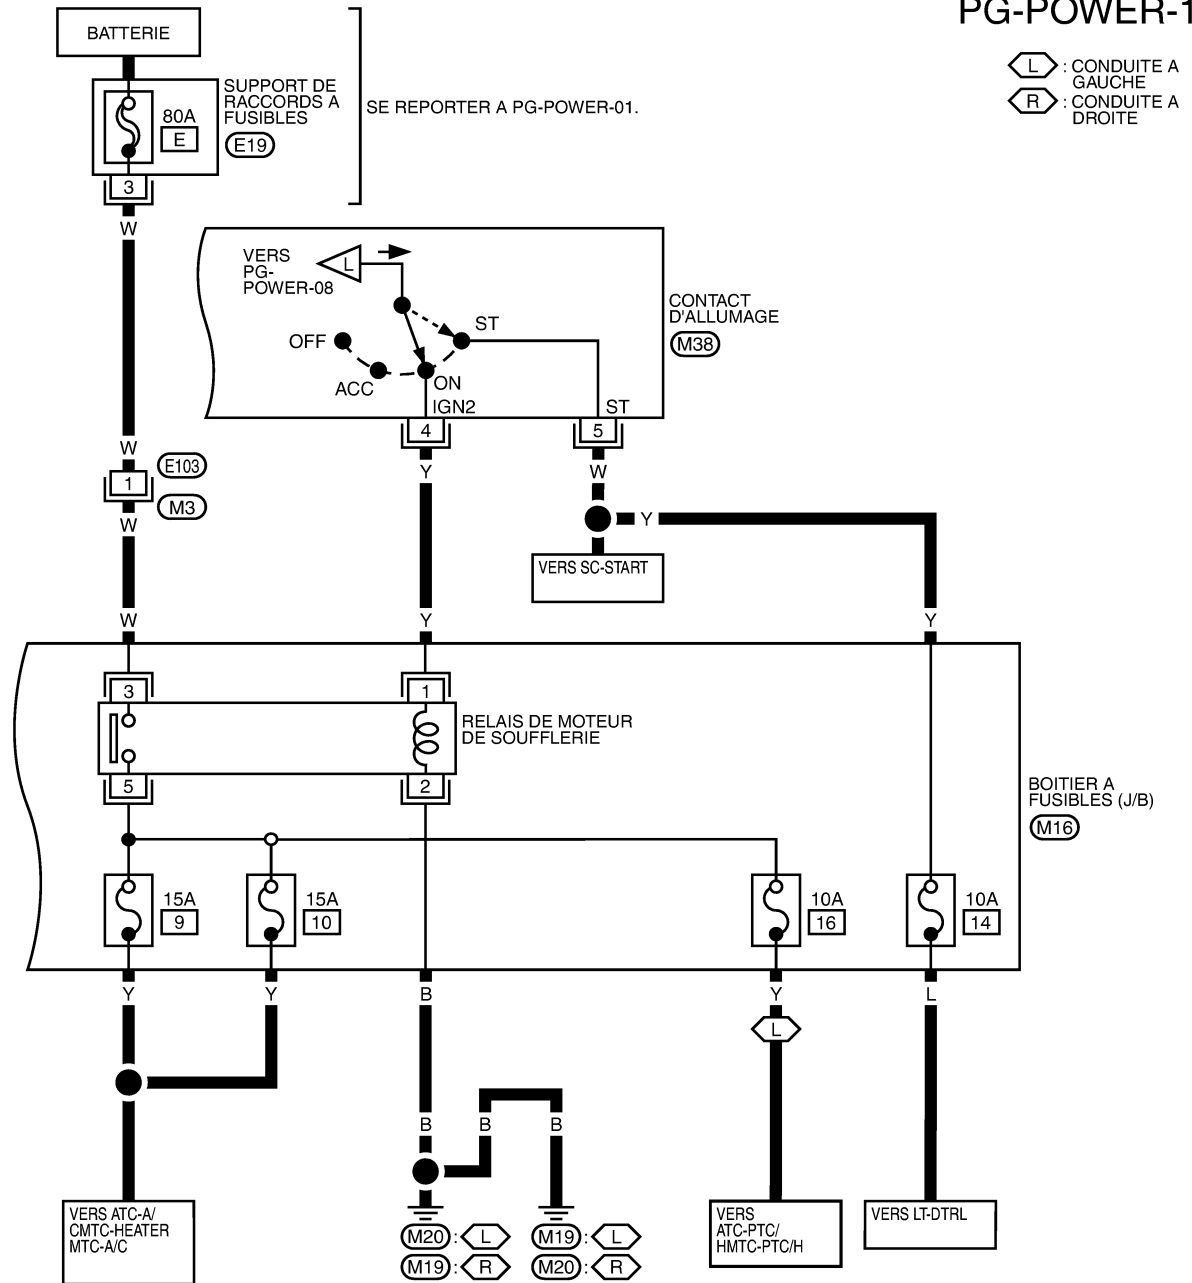 PG-POWER-1
BATTERIE
L : CONDUITE A
GAUCHE
R : CONDUITE A
DROITE
SUPPORT DE
RACCORDS A
FUSIBLES
80A
E
E19
SE REPORTER A PG-POWER-01.
3
W
VERS
PG-
POWER-08
L
CONTACT
D'ALLUMAGE
M38
ST
OFF
ACC
ON
IGN2
ST
4
5
W
Y
W
E103
1
M3
W
Y
VERS SC-START
W
Y
Y
3
1
RELAIS DE MOTEUR
DE SOUFFLERIE
5
2
BOITIER A
FUSIBLES (J/B)
M16
15A
9
15A
10
10A
16
10A
14
Y
Y
B
Y
L
L
B
B
B
VERS ATC-A/
CMTC-HEATER
MTC-A/C
M20 : L
M19 : R
M19 : L
M20 : R
VERS
ATC-PTC/
HMTC-PTC/H
VERS LT-DTRL